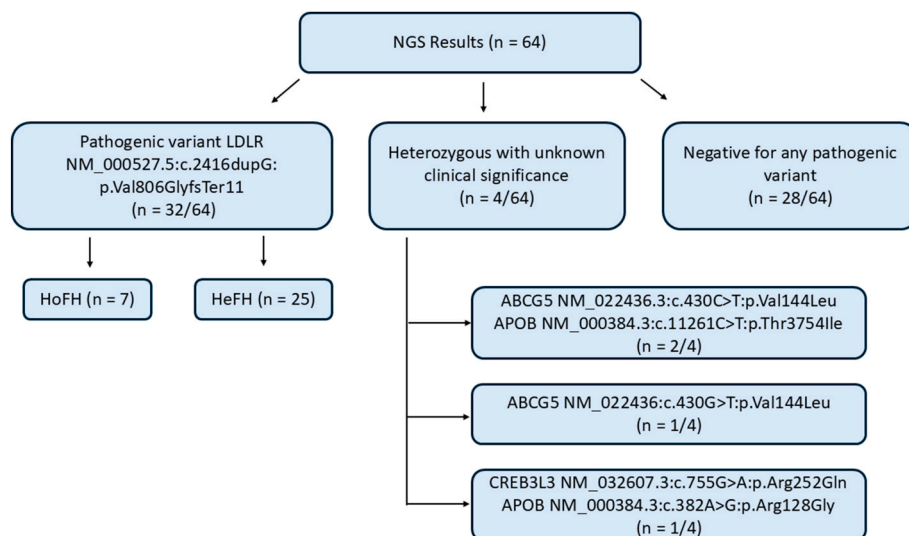 NGS Results (n = 64)
Pathogenic variant LDLR
NM_000527.5:c.2416dupG:
p.Val806GlyfsTer11
(n = 32/64)
Heterozygous with unknown
clinical significance
(n = 4/64)
Negative for any pathogenic
variant
(n = 28/64)
HoFH (n = 7)
HeFH (n = 25)
ABCG5 NM_022436.3:c.430C>T:p.Val144Leu
APOB NM_000384.3:c.11261C>T:p.Thr3754Ile
(n = 2/4)
ABCG5 NM_022436:c.430G>T:p.Val144Leu
(n = 1/4)
CREB3L3 NM_032607.3:c.755G>A:p.Arg252Gln
APOB NM_000384.3:c.382A>G:p.Arg128Gly
(n = 1/4)